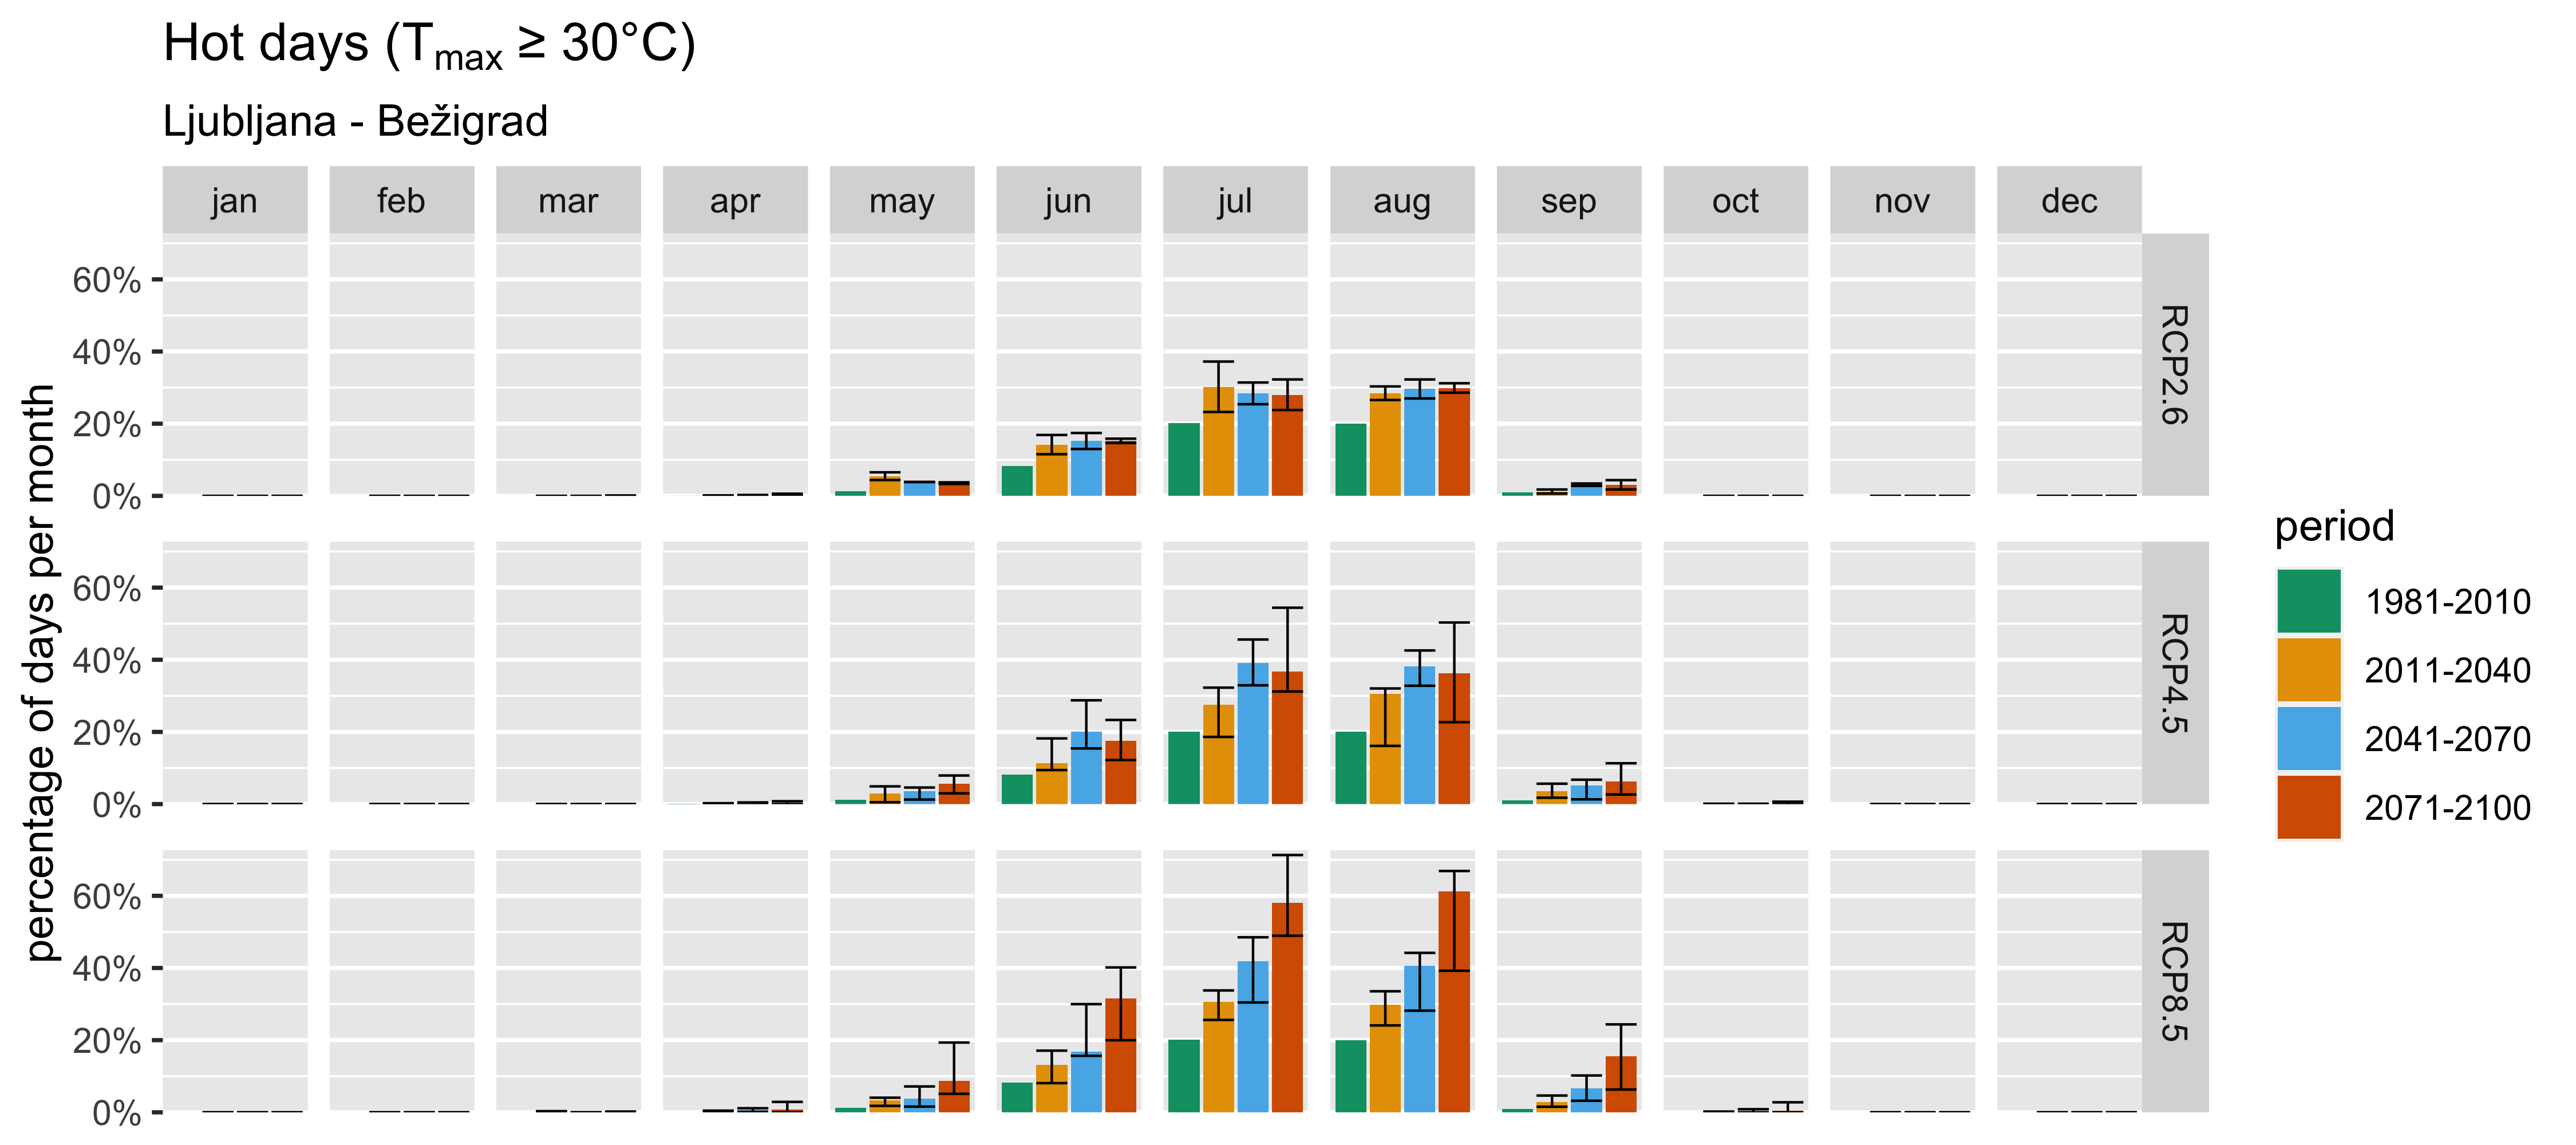 Hot days (Tmax ≥ 30°C)
Ljubljana - Bežigrad
jan feb mar apr may jun jul aug sep oct nov dec
percentage of days per month
60%
40%
20%
0%
RCP2.6
60%
40%
20%
0%
RCP4.5
60%
40%
20%
0%
RCP8.5
period
1981-2010
2011-2040
2041-2070
2071-2100